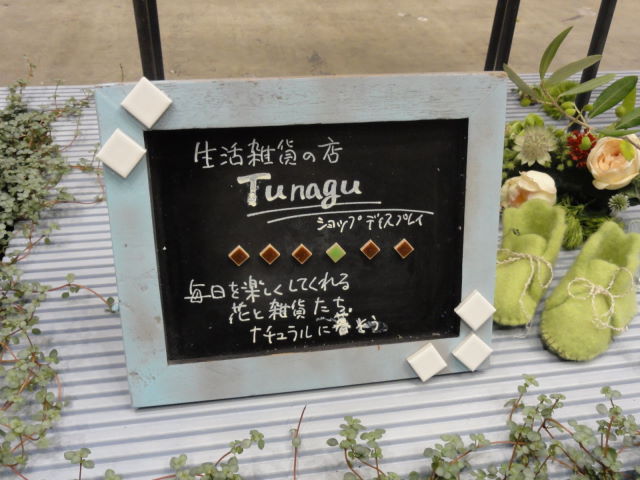 生活雑貨の店
Tunagu
ショップディスプレイ
毎日を楽しくしてくれる
花と雑貨たち。
ナチュラルに暮そう